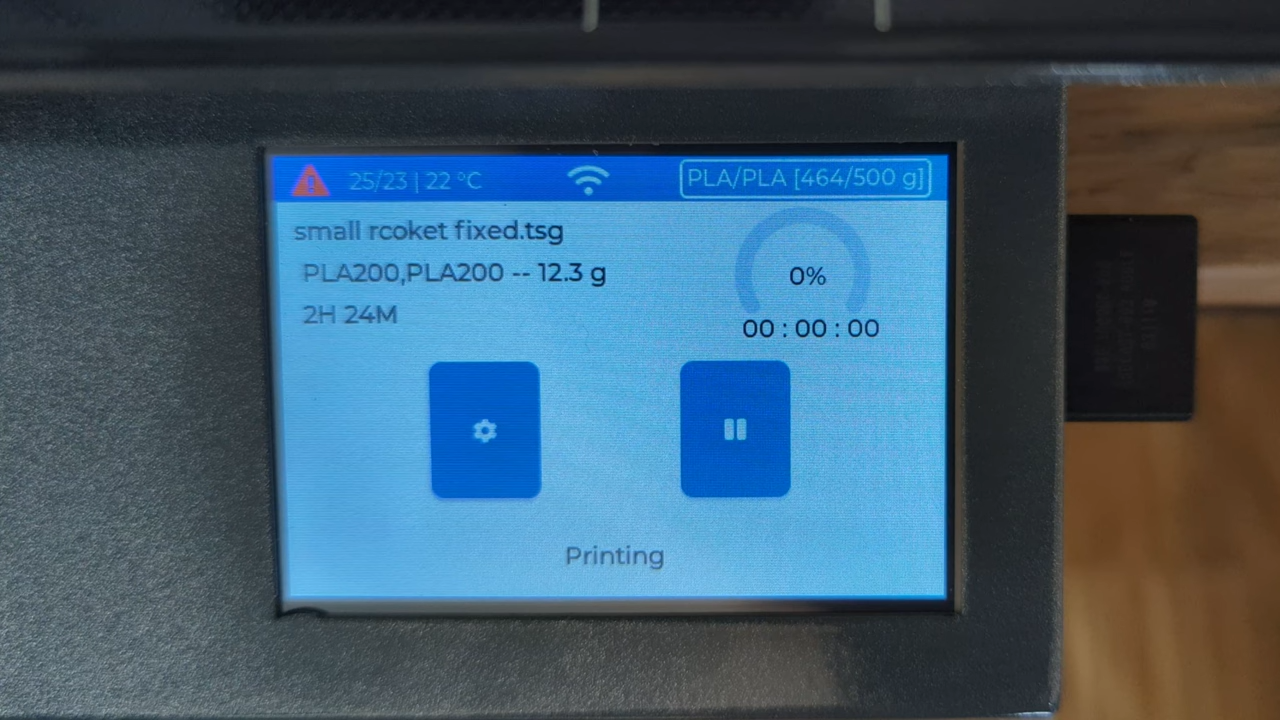 25/23 | 22 °C
PLA/PLA [464/500 g]
small rcoket fixed.tsg
PLA200,PLA200 -- 12.3 g
2H 24M
0%
00 : 00 : 00
Printing